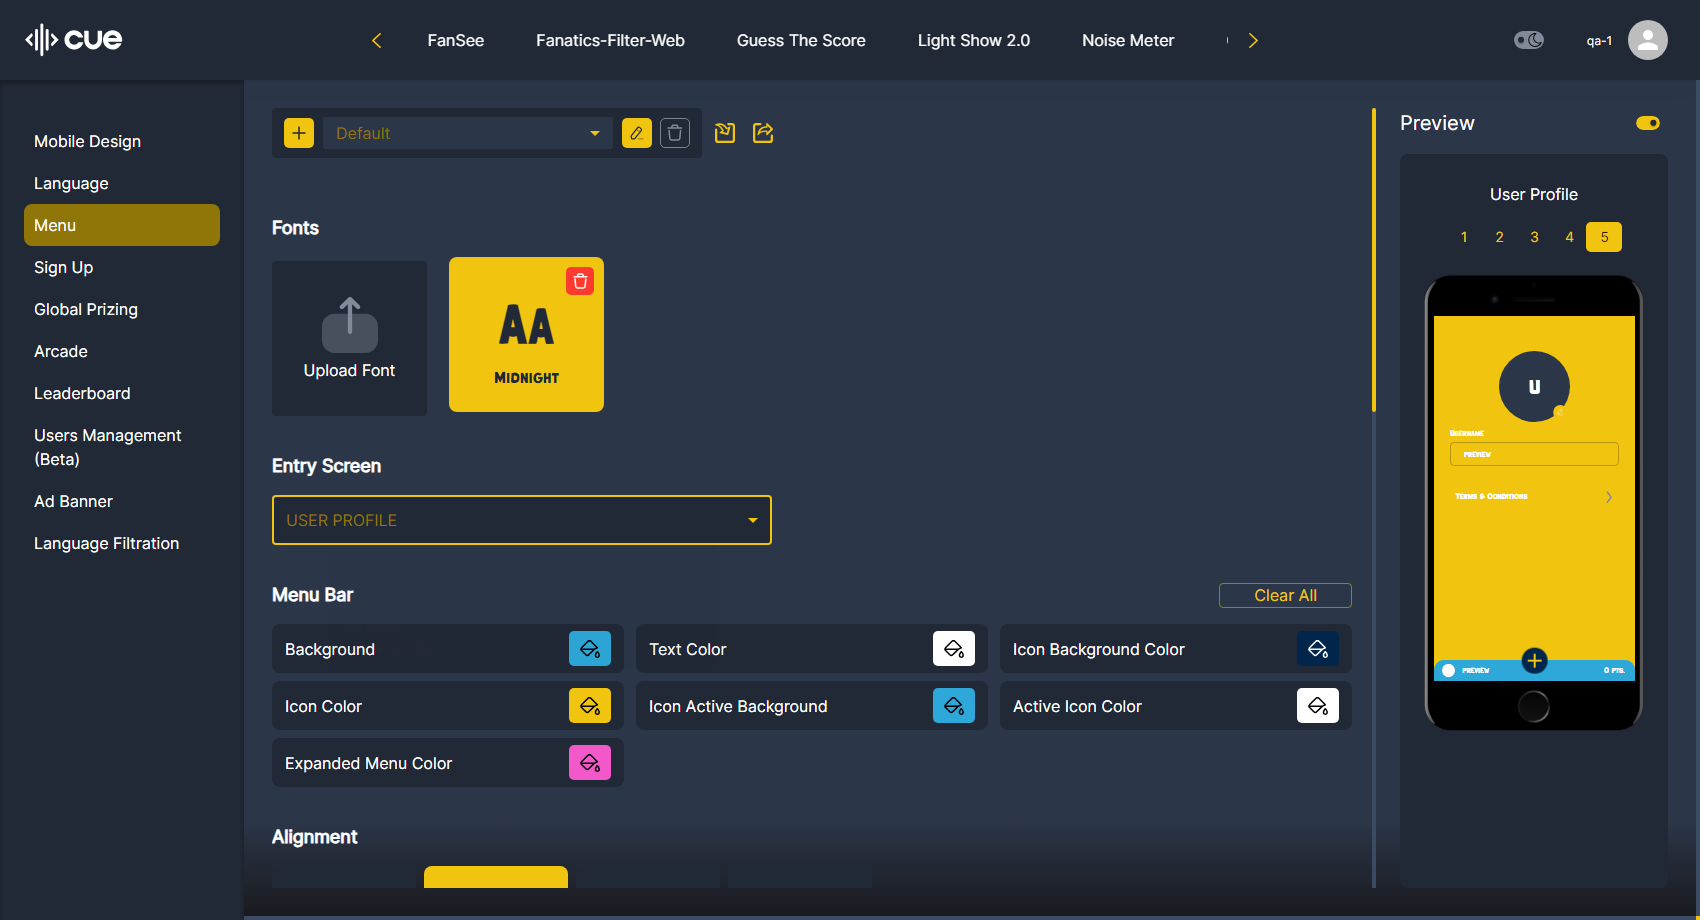 cue
FanSee
Fanatics-Filter-Web
Guess The Score
Light Show 2.0
Noise Meter
qa-1
Mobile Design
Language
Menu
Sign Up
Global Prizing
Arcade
Leaderboard
Users Management
(Beta)
Ad Banner
Language Filtration
Default
Fonts
Upload Font
AA
MIDNIGHT
Entry Screen
USER PROFILE
Menu Bar
Clear All
Background
Text Color
Icon Background Color
Icon Color
Icon Active Background
Active Icon Color
Expanded Menu Color
Alignment
Preview
User Profile
1 2 3 4 5
U
USERNAME
PREVIEW
TERMS & CONDITIONS
PREVIEW
0 PTS.